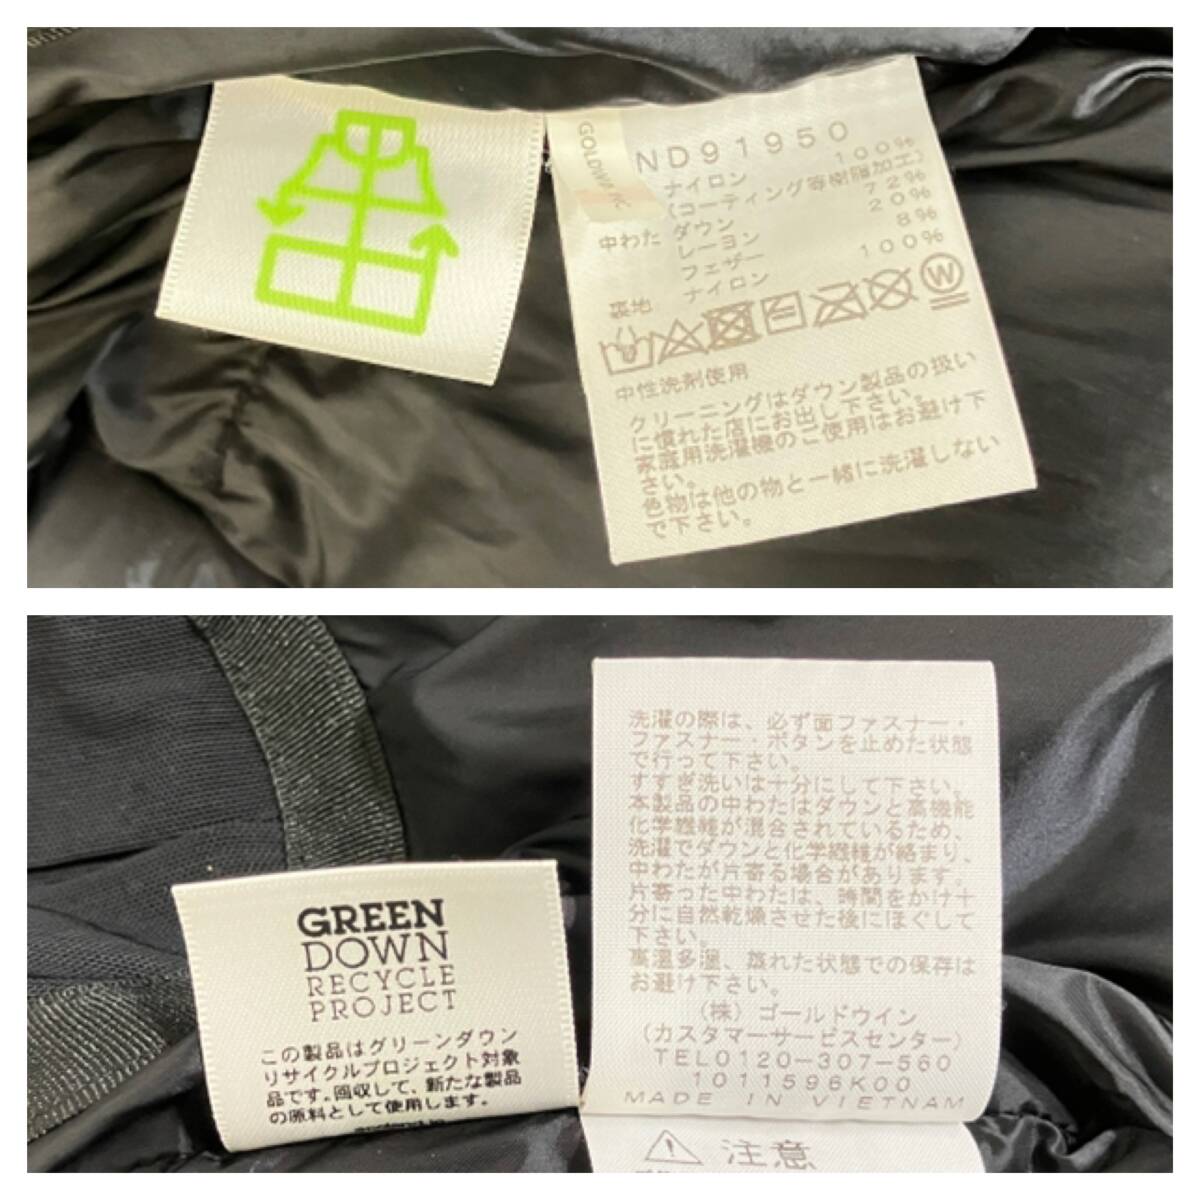 GOLDWIN INC.
ND91950
ナイロン 100%
(コーティング等樹脂加工)
中わた ダウン 72%
レーヨン 20%
フェザー 8%
裏地 ナイロン 100%
W
中性洗剤使用
クリーニングはダウン製品の扱い
に慣れた店にお出し下さい。
家庭用洗濯機のご使用はお避け下
さい。
色物は他の物と一緒に洗濯しない
で下さい。
洗濯の際は、必ず面ファスナー・
ファスナー・ボタンを止めた状態
で行って下さい。
すすぎ洗いは十分にして下さい。
本製品の中わたはダウンと高機能
化学繊維が混合されているため、
洗濯でダウンと化学繊維が絡まり、
中わたが片寄る場合があります。
片寄った中わたは、時間をかけ十
分に自然乾燥させた後にほぐして
下さい。
高温多湿、蒸れた状態での保存は
お避け下さい。
(株)ゴールドウイン
(カスタマーサービスセンター)
TEL0120-307-560
1011596K00
MADE IN VIETNAM
注意
GREEN
DOWN
RECYCLE
PROJECT
この製品はグリーンダウン
リサイクルプロジェクト対象
品です。回収して、新たな製品
の原料として使用します。